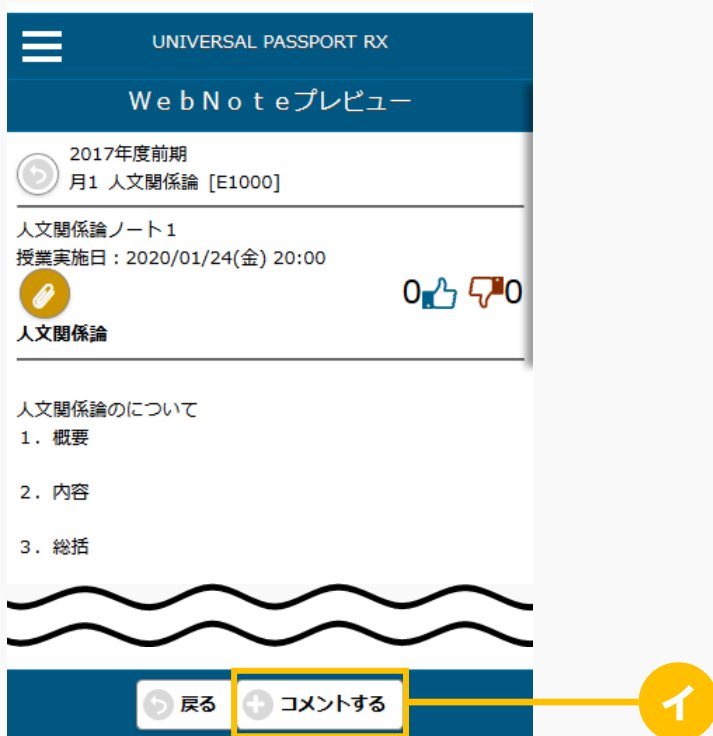 UNIVERSAL PASSPORT RX
ＷｅｂＮｏｔｅプレビュー
2017年度前期
月1 人文関係論 [E1000]
人文関係論ノート1
授業実施日：2020/01/24(金) 20:00
0 0
人文関係論
人文関係論のについて
1．概要
2．内容
3．総括
戻る コメントする
イ